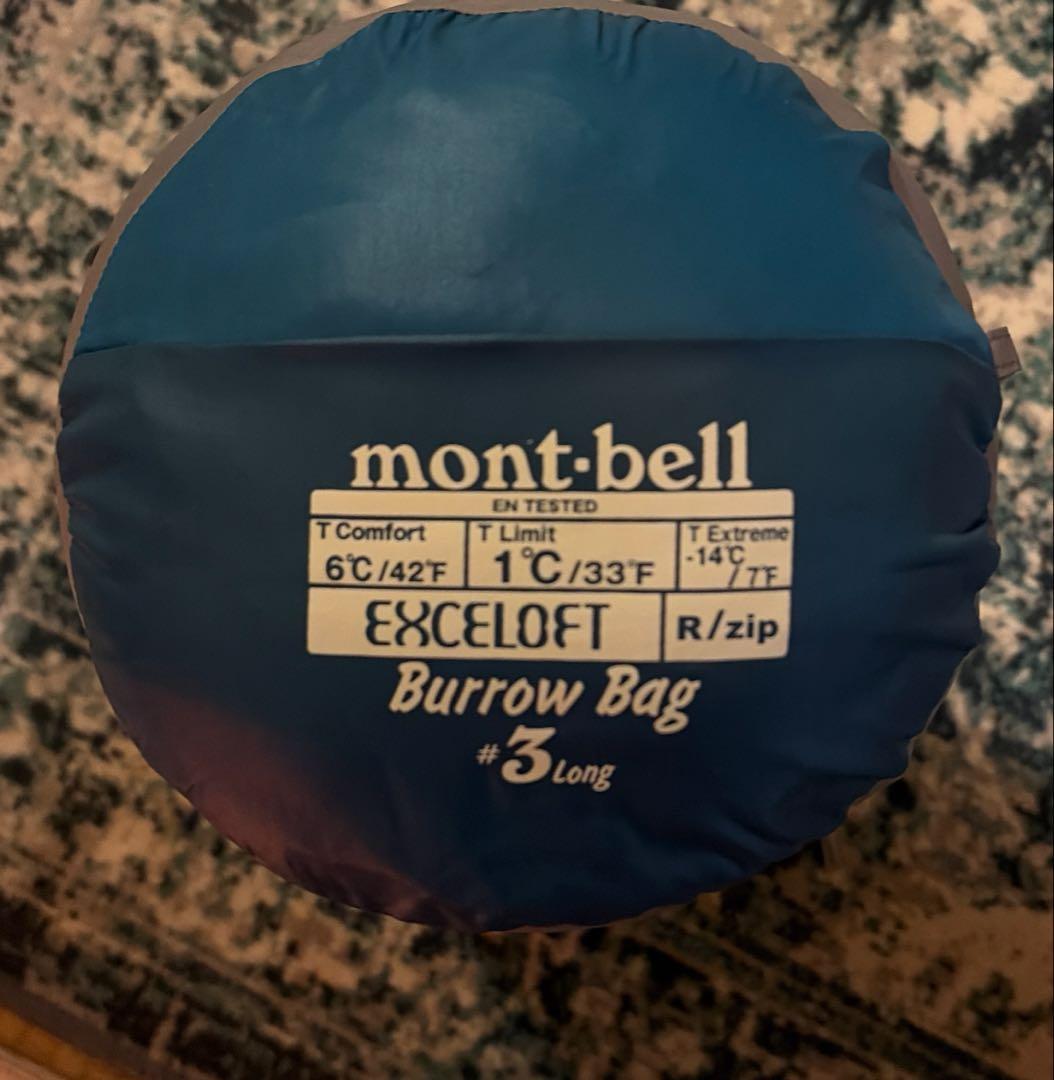 mont·bell
EN TESTED
T Comfort T Limit T Extreme
6℃/42°F 1℃/33°F -14℃/7°F
EXCELOFT R/zip
Burrow Bag
#3 Long